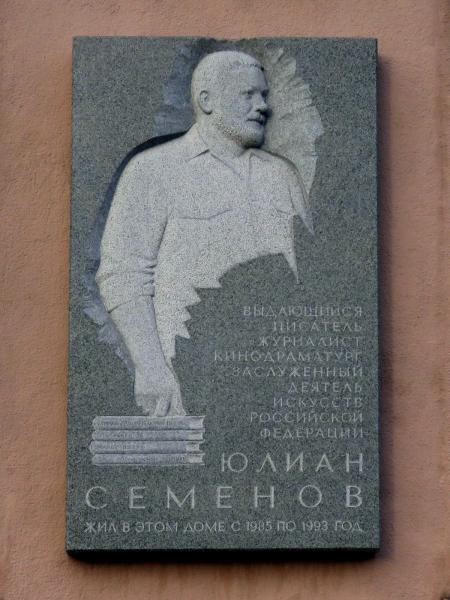 ВЫДАЮЩИЙСЯ
ПИСАТЕЛЬ
ЖУРНАЛИСТ
КИНОДРАМАТУРГ
ЗАСЛУЖЕННЫЙ
ДЕЯТЕЛЬ
ИСКУССТВ
РОССИЙСКОЙ
ФЕДЕРАЦИИ
ЮЛИАН
СЕМЕНОВ
ЖИЛ В ЭТОМ ДОМЕ С 1985 ПО 1993 ГОД